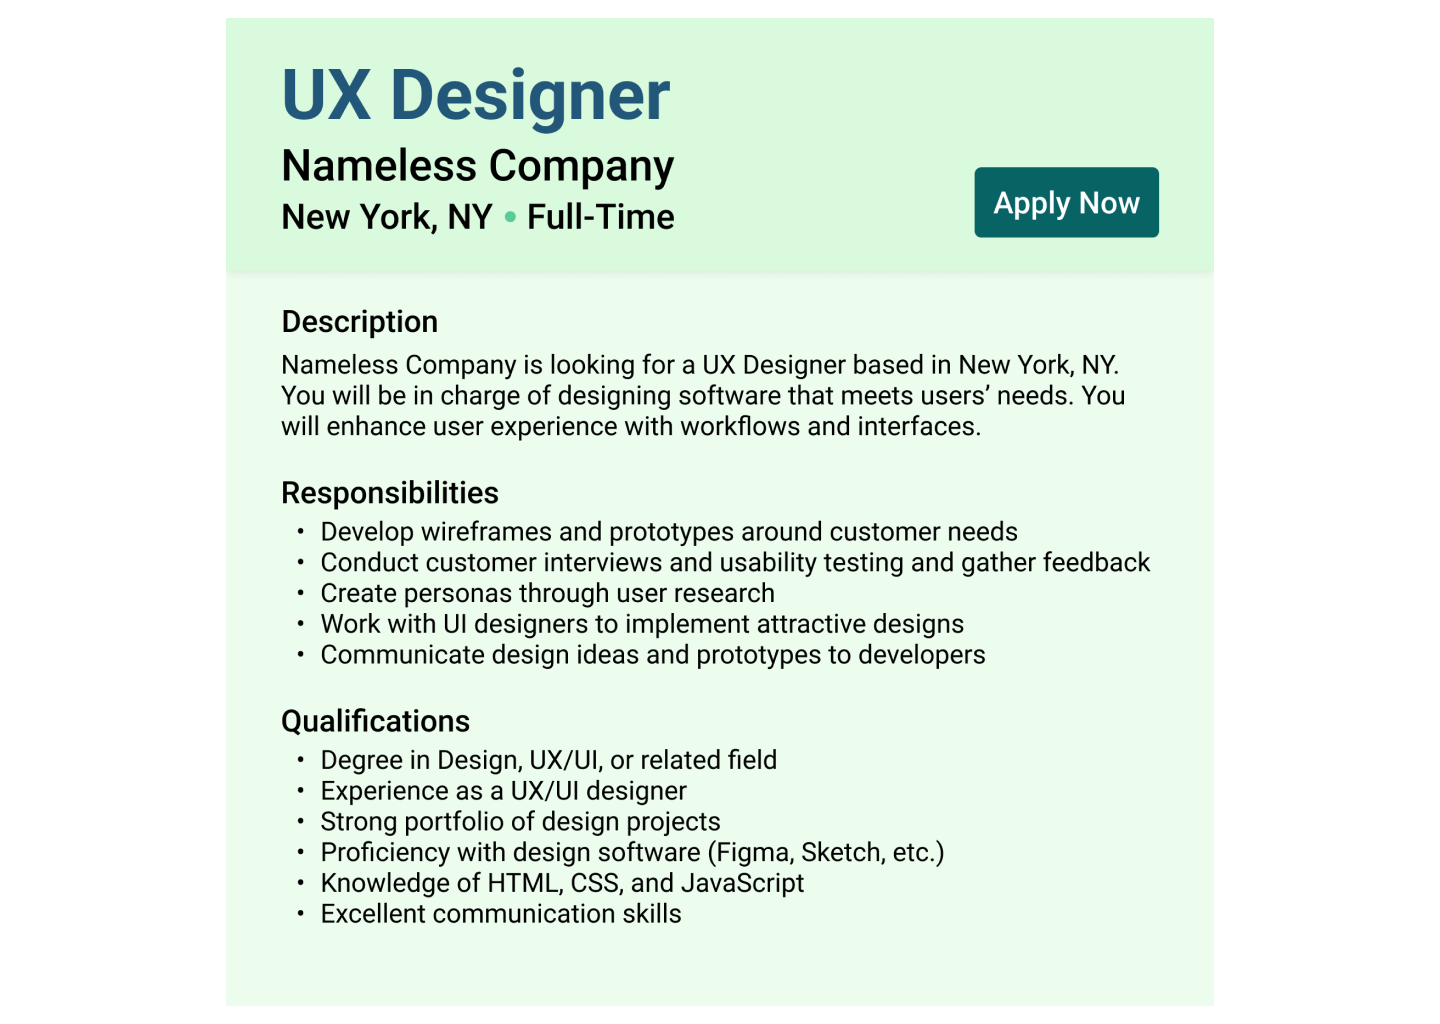 UX Designer
Nameless Company
New York, NY • Full-Time
Apply Now
Description
Nameless Company is looking for a UX Designer based in New York, NY.
You will be in charge of designing software that meets users’ needs. You
will enhance user experience with workflows and interfaces.
Responsibilities
• Develop wireframes and prototypes around customer needs
• Conduct customer interviews and usability testing and gather feedback
• Create personas through user research
• Work with UI designers to implement attractive designs
• Communicate design ideas and prototypes to developers
Qualifications
• Degree in Design, UX/UI, or related field
• Experience as a UX/UI designer
• Strong portfolio of design projects
• Proficiency with design software (Figma, Sketch, etc.)
• Knowledge of HTML, CSS, and JavaScript
• Excellent communication skills